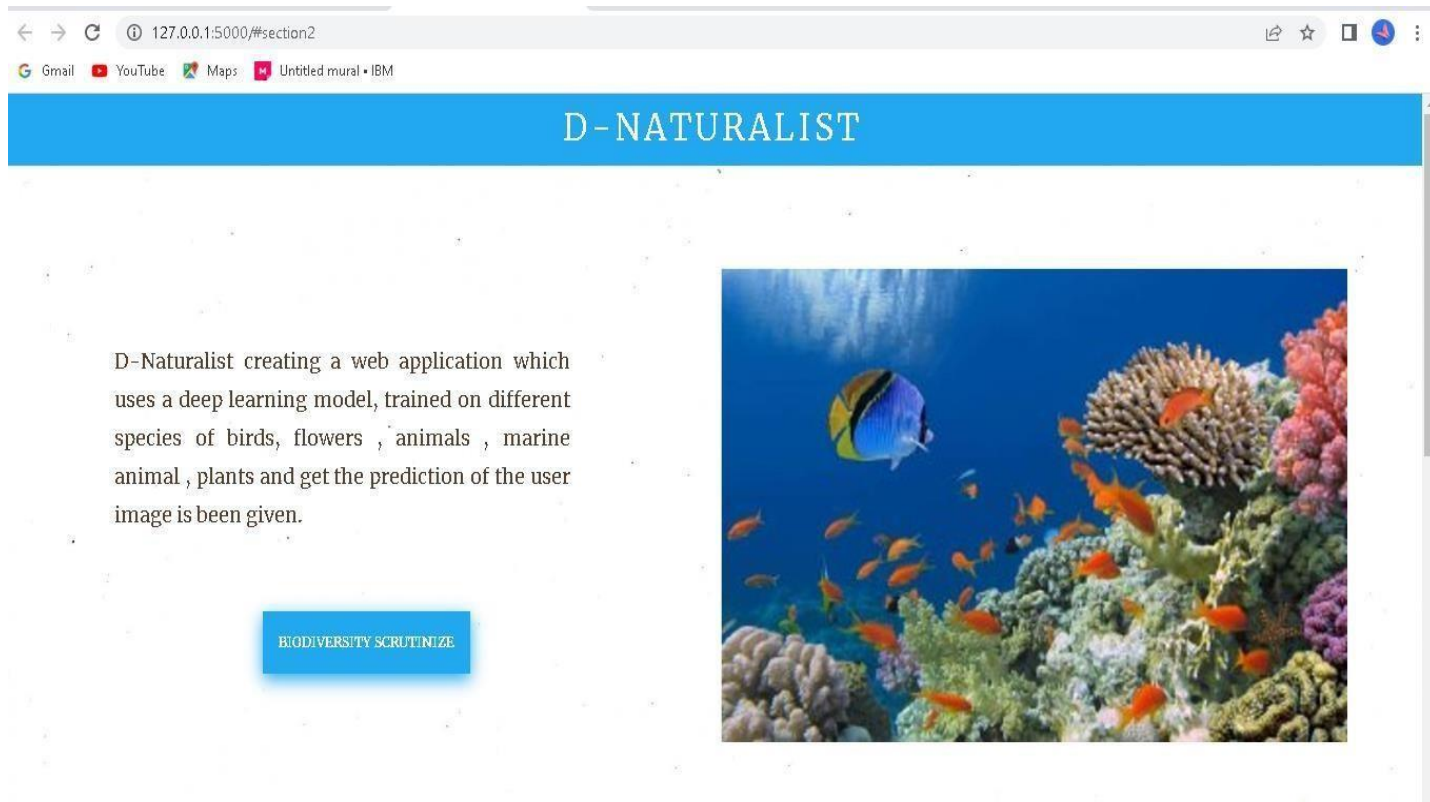 127.0.0.1:5000/#section2
Gmail YouTube Maps Untitled mural • IBM
D-NATURALIST
D-Naturalist creating a web application which
uses a deep learning model, trained on different
species of birds, flowers , animals , marine
animal , plants and get the prediction of the user
image is been given.
BIODIVERSITY SCRUTINIZE